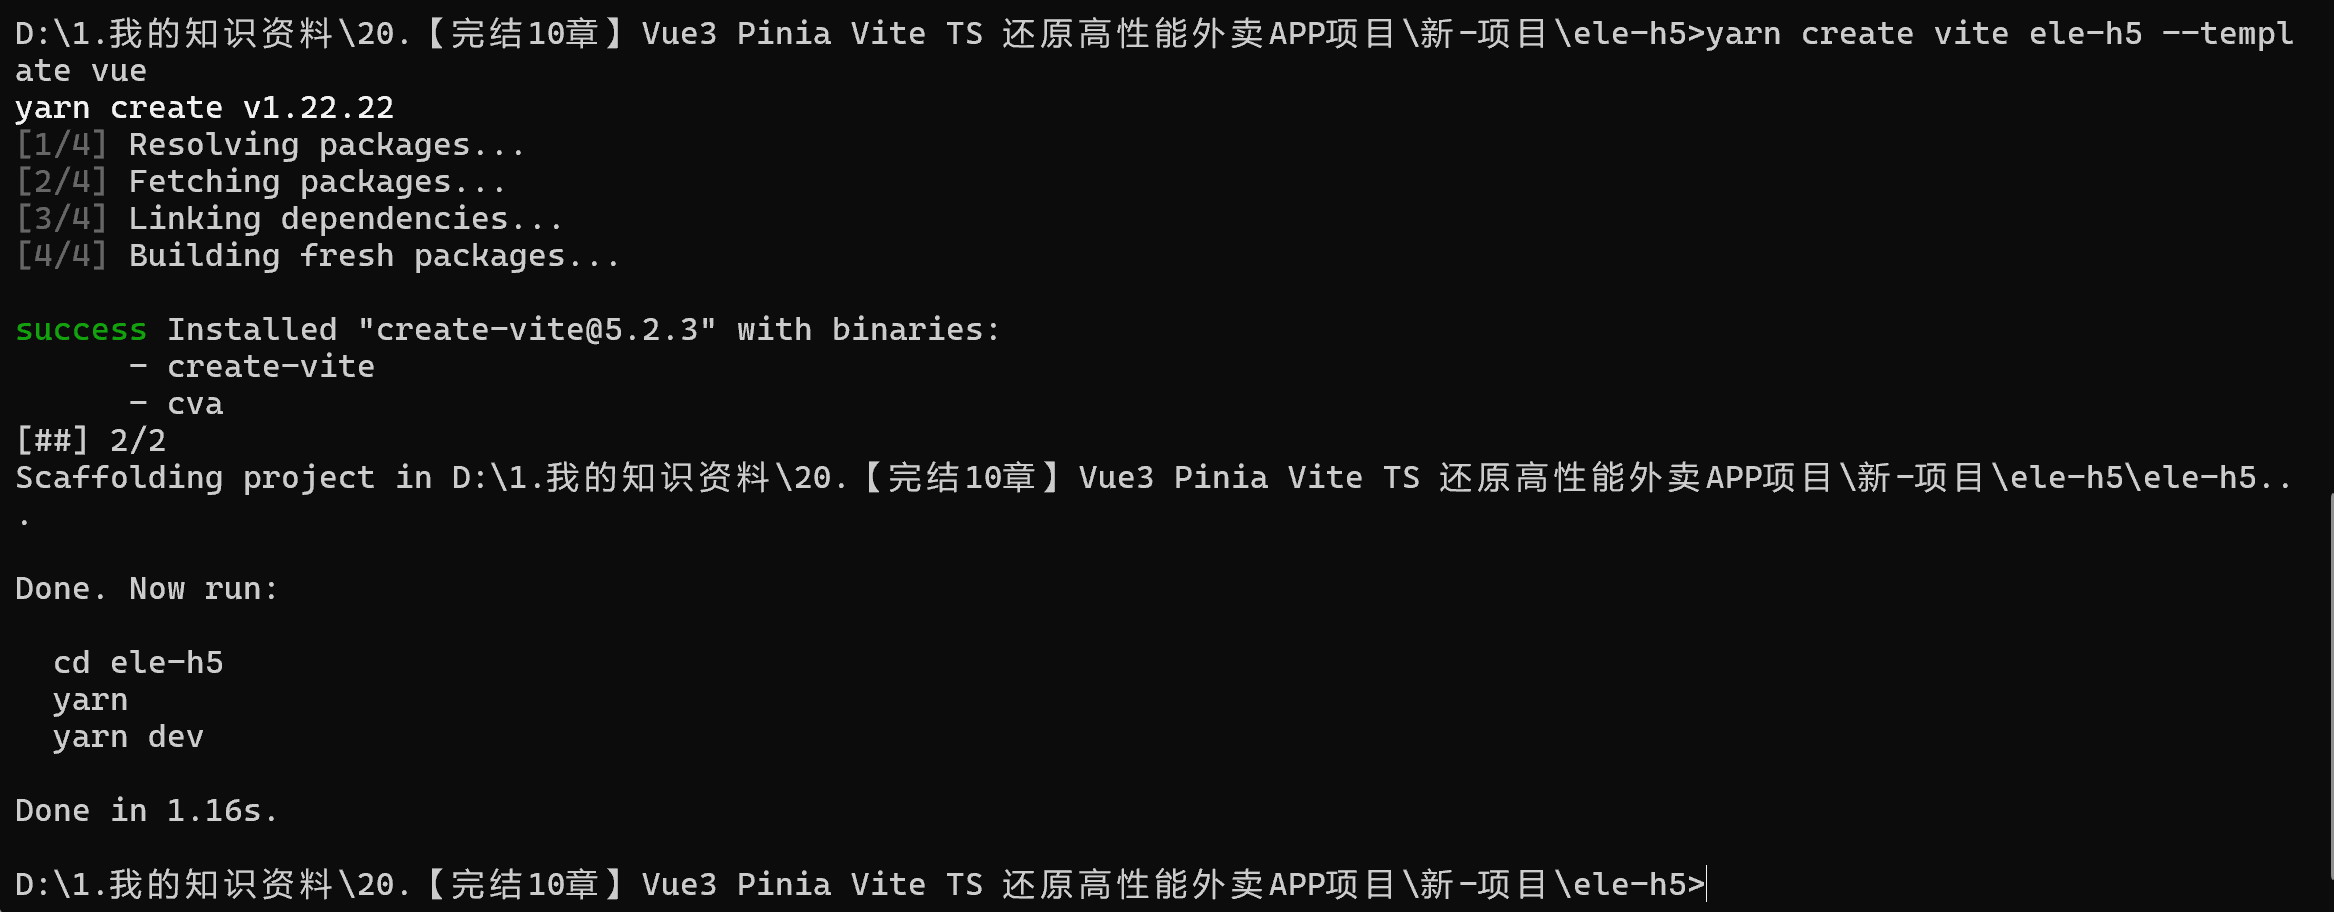 D:\1.我的知识资料\20.【完结10章】Vue3 Pinia Vite TS 还原高性能外卖APP项目\新-项目\ele-h5>yarn create vite ele-h5 --templ
ate vue
yarn create v1.22.22
[1/4] Resolving packages...
[2/4] Fetching packages...
[3/4] Linking dependencies...
[4/4] Building fresh packages...
success Installed "create-vite@5.2.3" with binaries:
- create-vite
- cva
[##] 2/2
Scaffolding project in D:\1.我的知识资料\20.【完结10章】Vue3 Pinia Vite TS 还原高性能外卖APP项目\新-项目\ele-h5\ele-h5..
.
Done. Now run:
cd ele-h5
yarn
yarn dev
Done in 1.16s.
D:\1.我的知识资料\20.【完结10章】Vue3 Pinia Vite TS 还原高性能外卖APP项目\新-项目\ele-h5>